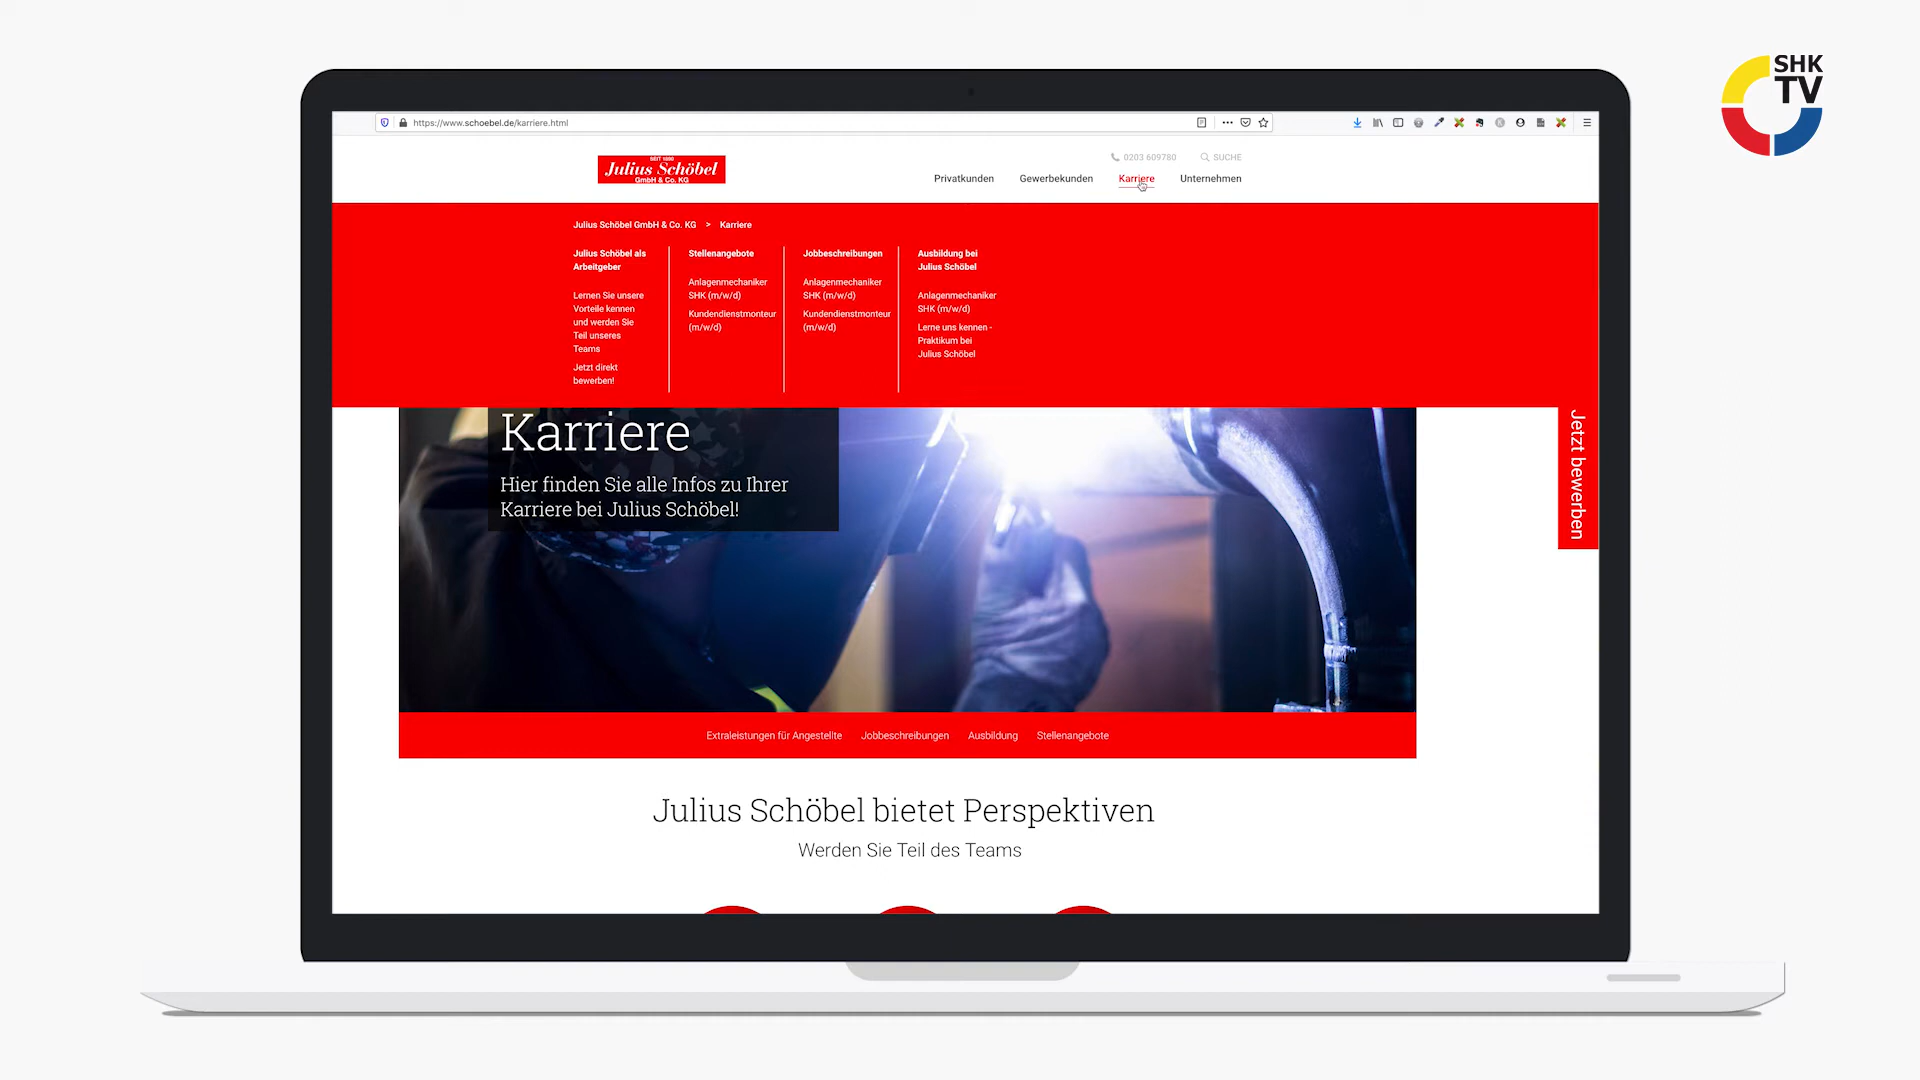 SHK
TV
https://www.schoebel.de/karriere.html
SEIT 1898
Julius Schöbel
GmbH & Co. KG
0203 609780
SUCHE
Privatkunden
Gewerbekunden
Karriere
Unternehmen
Julius Schöbel GmbH & Co. KG > Karriere
Julius Schöbel als
Arbeitgeber
Lernen Sie unsere
Vorteile kennen
und werden Sie
Teil unseres
Teams
Jetzt direkt
bewerben!
Stellenangebote
Anlagenmechaniker
SHK (m/w/d)
Kundendienstmonteur
(m/w/d)
Jobbeschreibungen
Anlagenmechaniker
SHK (m/w/d)
Kundendienstmonteur
(m/w/d)
Ausbildung bei
Julius Schöbel
Anlagenmechaniker
SHK (m/w/d)
Lerne uns kennen -
Praktikum bei
Julius Schöbel
Karriere
Hier finden Sie alle Infos zu Ihrer
Karriere bei Julius Schöbel!
Jetzt bewerben
Extraleistungen für Angestellte
Jobbeschreibungen
Ausbildung
Stellenangebote
Julius Schöbel bietet Perspektiven
Werden Sie Teil des Teams